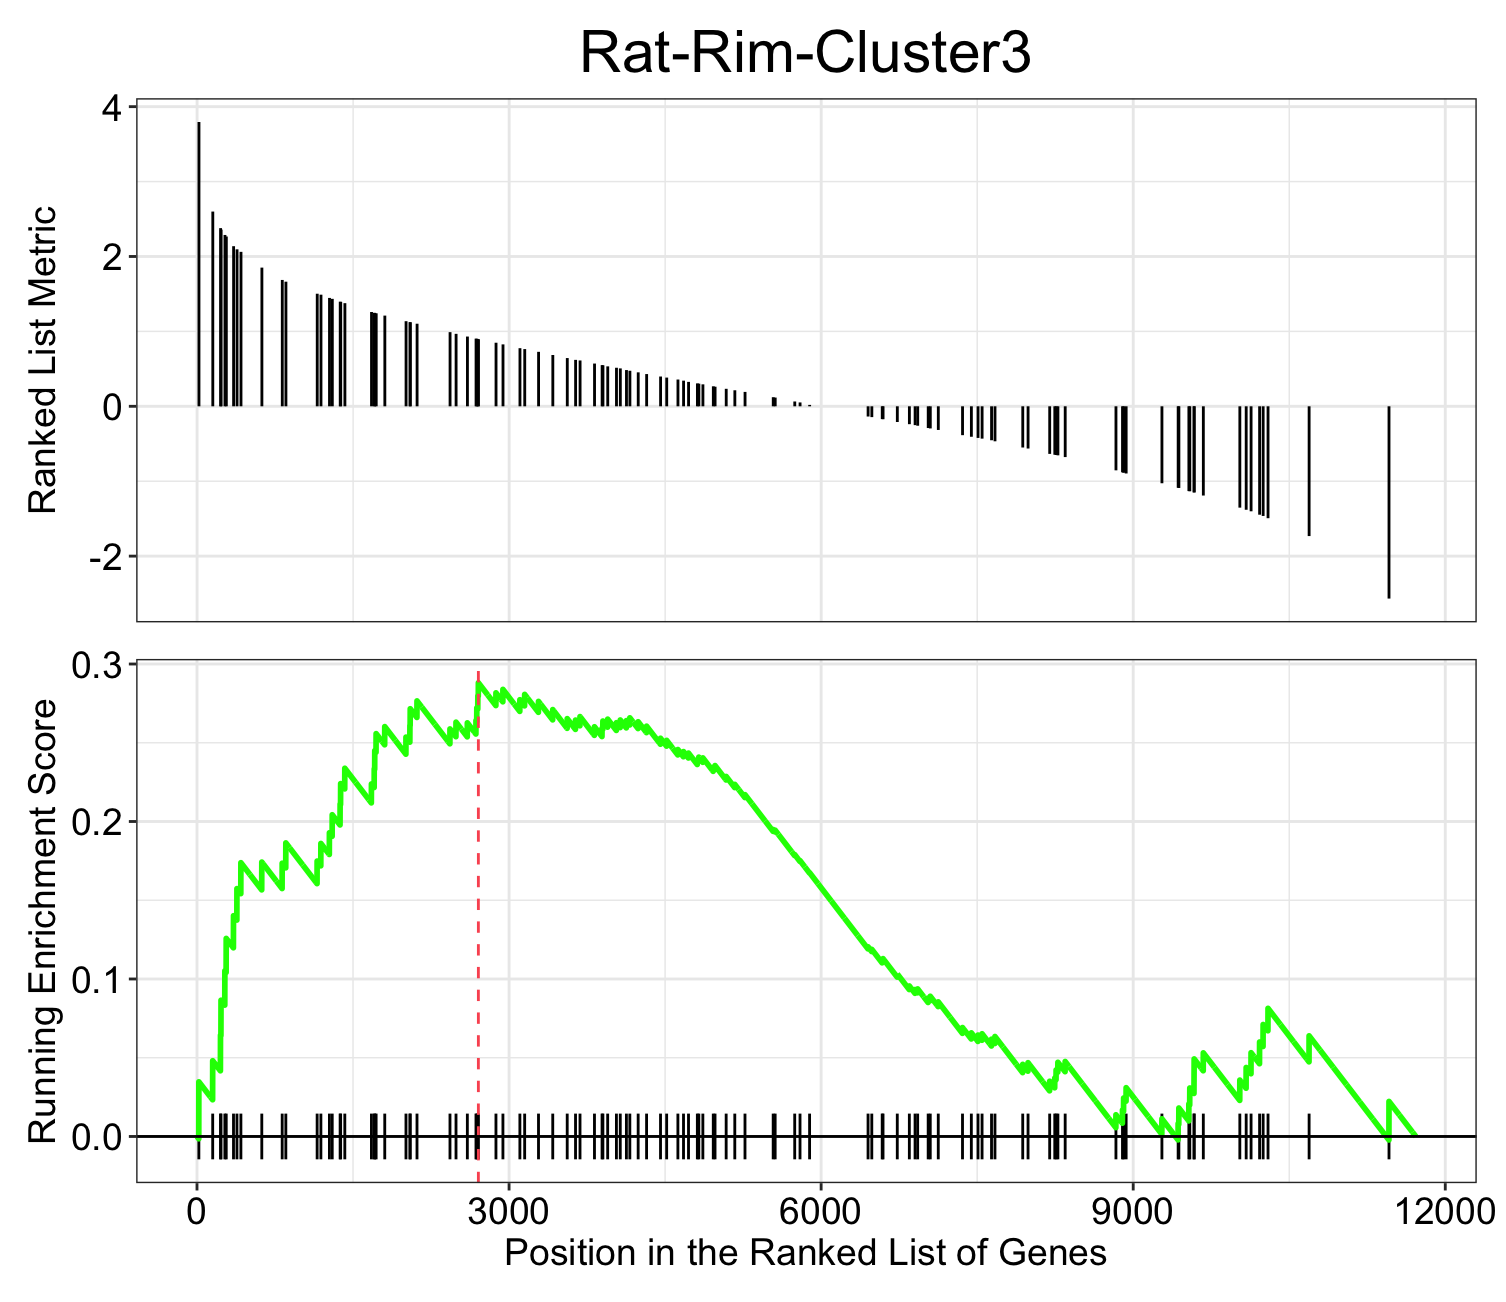 Rat-Rim-Cluster3
Ranked List Metric
4
2
0
-2
Running Enrichment Score
0.3
0.2
0.1
0.0
0 3000 6000 9000 12000
Position in the Ranked List of Genes